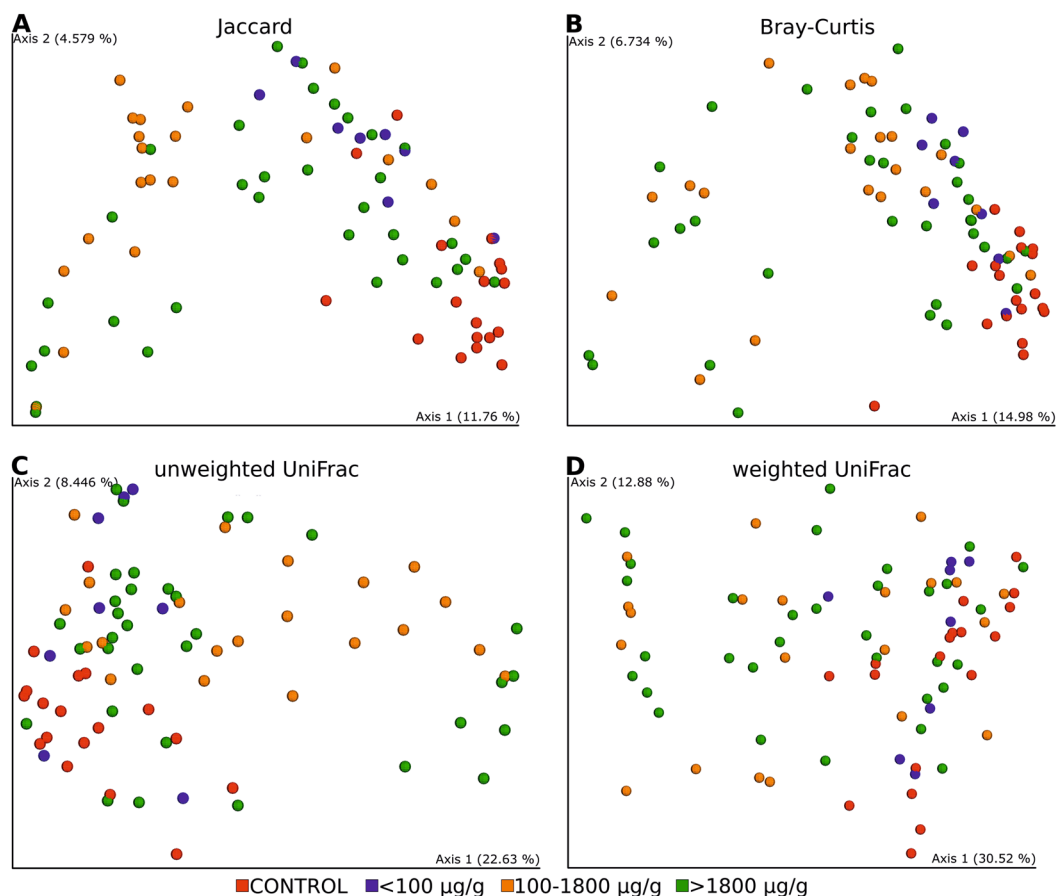 A
Jaccard
Axis 2 (4.579 %)
Axis 1 (11.76 %)
B
Bray-Curtis
Axis 2 (6.734 %)
Axis 1 (14.98 %)
C
unweighted UniFrac
Axis 2 (8.446 %)
Axis 1 (22.63 %)
D
weighted UniFrac
Axis 2 (12.88 %)
Axis 1 (30.52 %)
CONTROL <100 µg/g 100-1800 µg/g >1800 µg/g